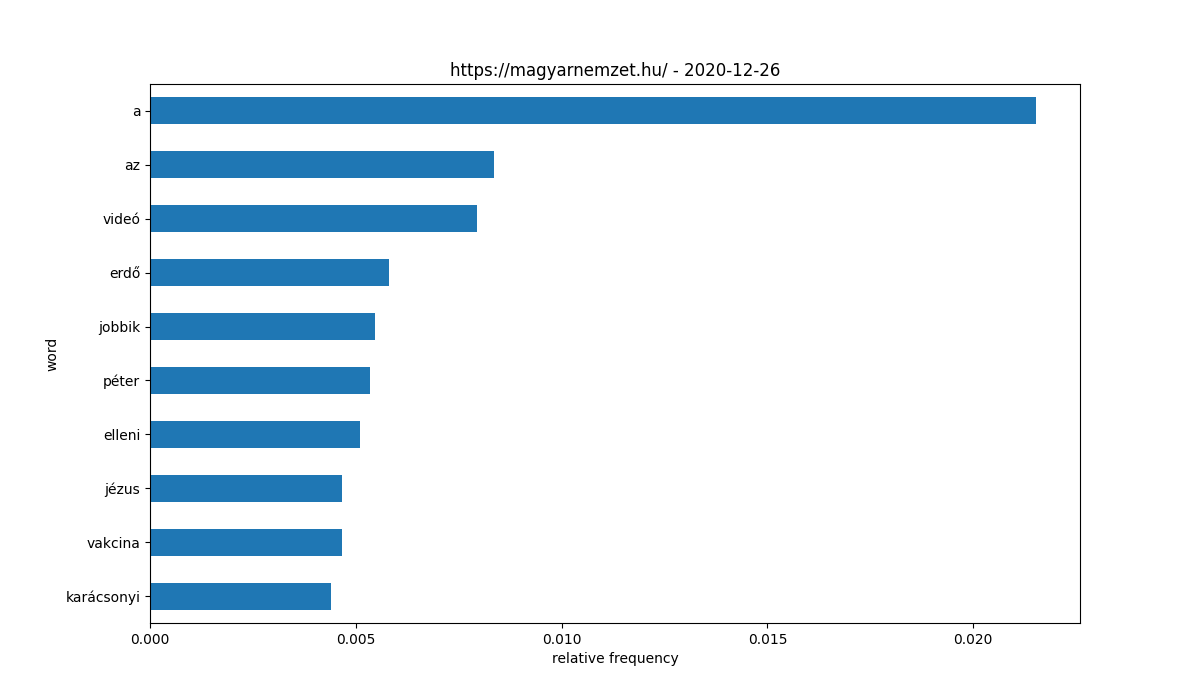 https://magyarnemzet.hu/ - 2020-12-26
a
az
videó
erdő
jobbik
péter
elleni
jézus
vakcina
karácsonyi
word
0.000 0.005 0.010 0.015 0.020
relative frequency